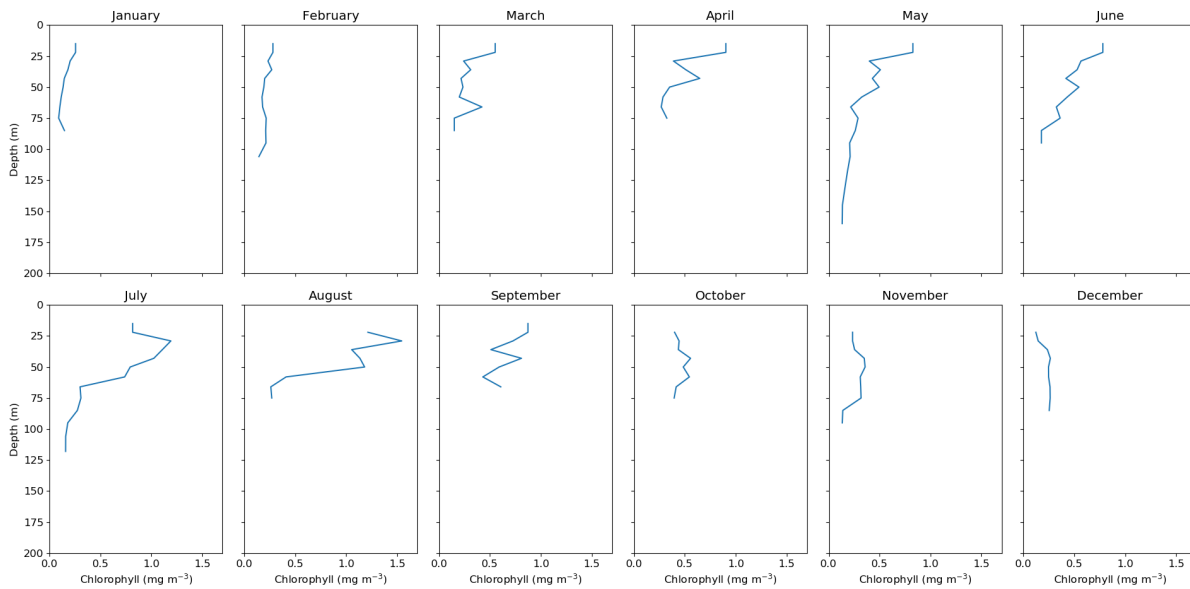 January
February
March
April
May
June
0
25
50
75
100
125
150
175
200
Depth (m)
July
August
September
October
November
December
0
25
50
75
100
125
150
175
200
Depth (m)
0.0 0.5 1.0 1.5
0.0 0.5 1.0 1.5
0.0 0.5 1.0 1.5
0.0 0.5 1.0 1.5
0.0 0.5 1.0 1.5
0.0 0.5 1.0 1.5
Chlorophyll (mg m⁻³)
Chlorophyll (mg m⁻³)
Chlorophyll (mg m⁻³)
Chlorophyll (mg m⁻³)
Chlorophyll (mg m⁻³)
Chlorophyll (mg m⁻³)